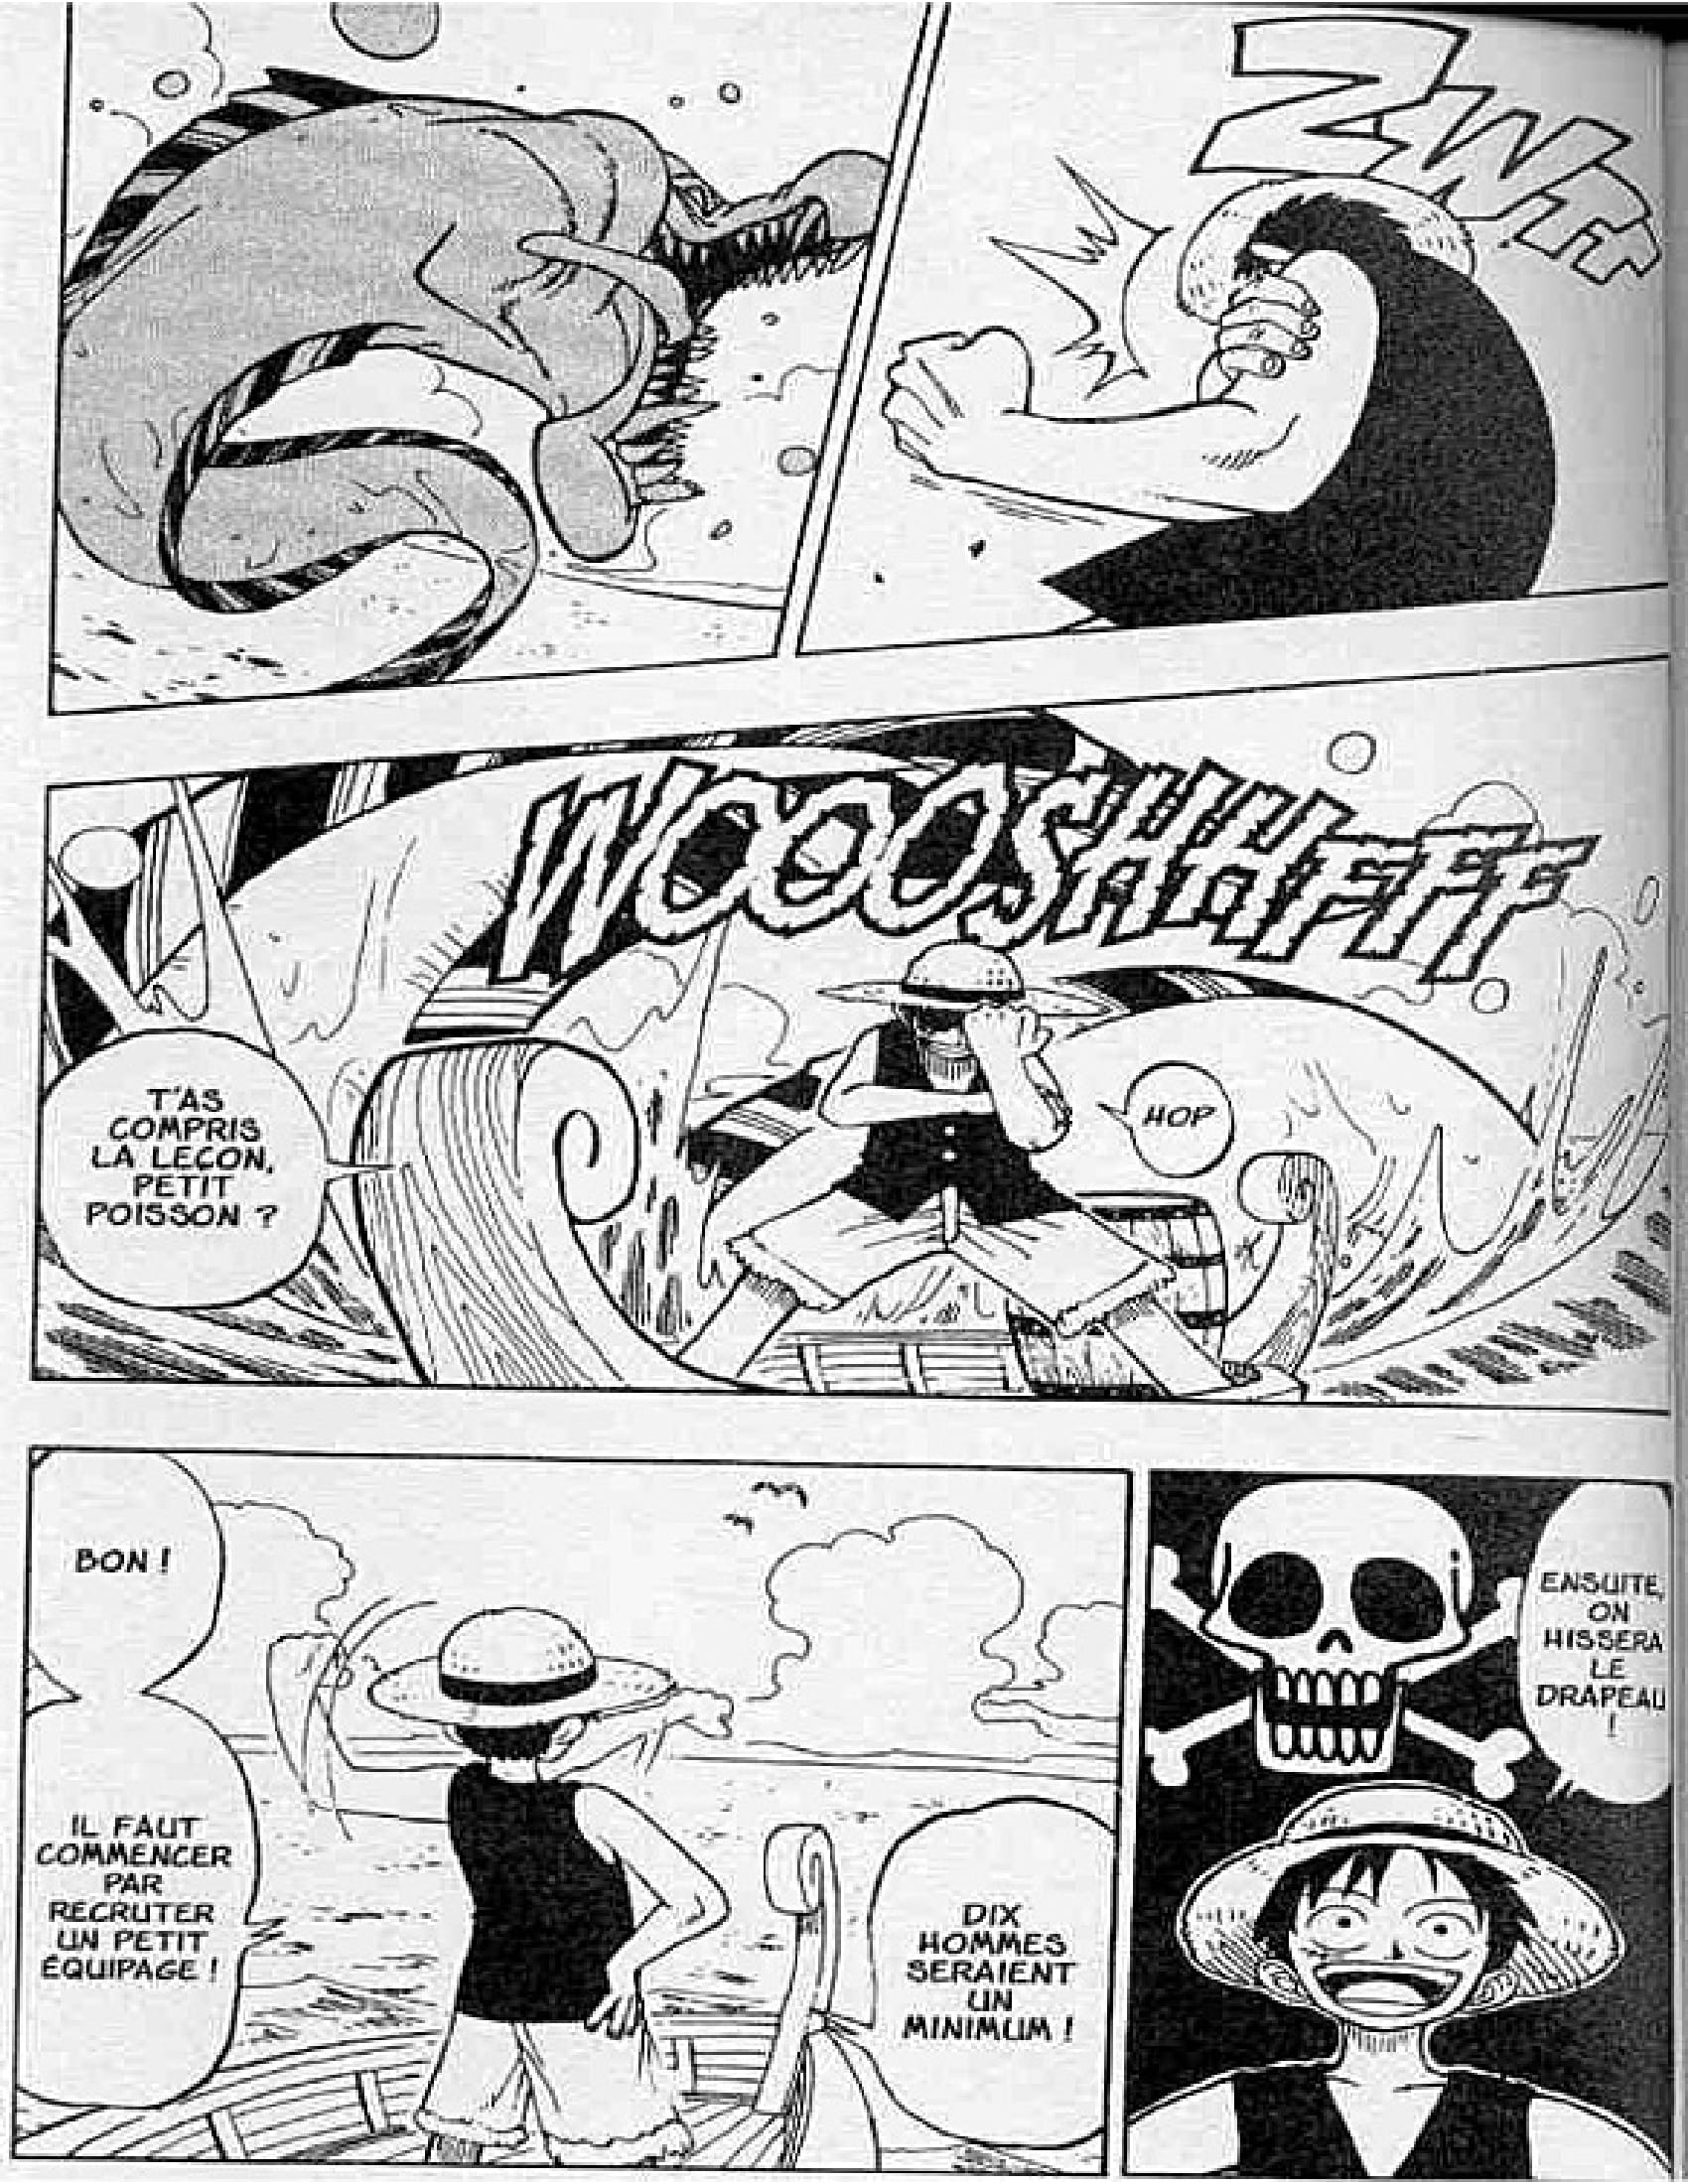 ZWTT
WOOOSHHFFF
T'AS
COMPRIS
LA LEÇON,
PETIT
POISSON ?
HOP
BON !
IL FAUT
COMMENCER
PAR
RECRUTER
UN PETIT
ÉQUIPAGE !
DIX
HOMMES
SERAIENT
UN
MINIMUM !
ENSUITE,
ON
HISSERA
LE
DRAPEAU
!